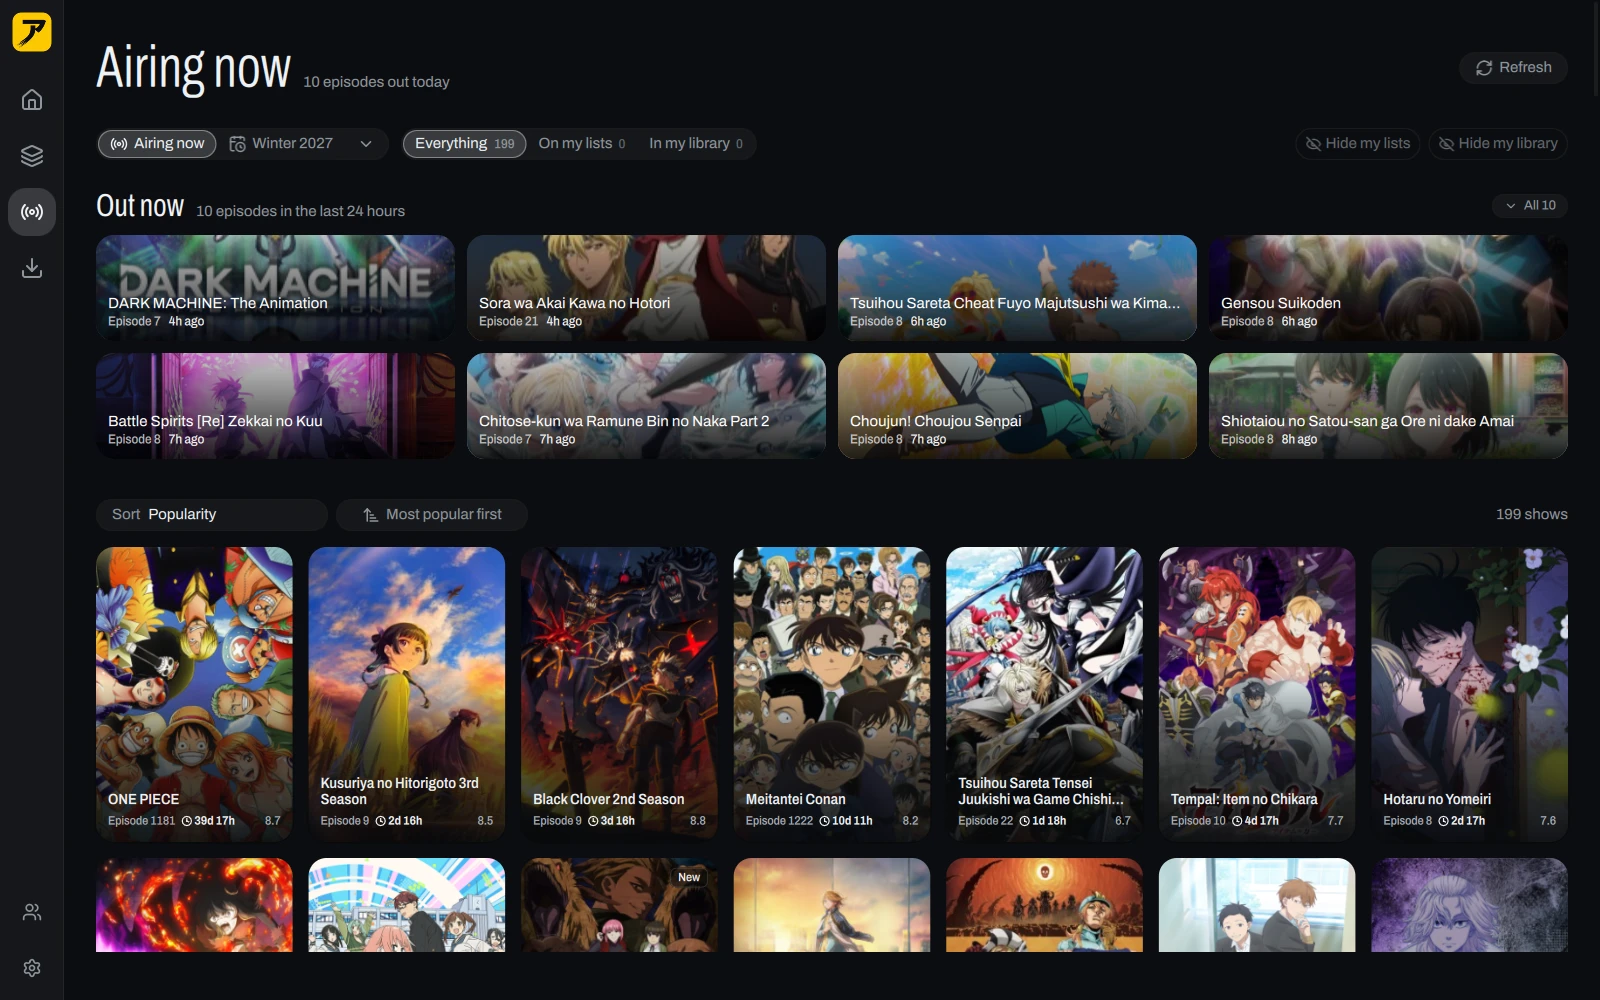 ア
Airing now
10 episodes out today
Refresh
Airing now
Winter 2027
Everything 199
On my lists 0
In my library 0
Hide my lists
Hide my library
Out now
10 episodes in the last 24 hours
All 10
DARK MACHINE
DARK MACHINE: The Animation
Episode 7 4h ago
Sora wa Akai Kawa no Hotori
Episode 21 4h ago
Tsuihou Sareta Cheat Fuyo Majutsushi wa Kima...
Episode 8 6h ago
Gensou Suikoden
Episode 8 6h ago
Battle Spirits [Re] Zekkai no Kuu
Episode 8 7h ago
Chitose-kun wa Ramune Bin no Naka Part 2
Episode 7 7h ago
Choujun! Choujou Senpai
Episode 8 7h ago
Shiotaiou no Satou-san ga Ore ni dake Amai
Episode 8 8h ago
Sort Popularity
Most popular first
199 shows
ONE PIECE
Episode 1181 39d 17h 8.7
Kusuriya no Hitorigoto 3rd
Season
Episode 9 2d 16h 8.5
Black Clover 2nd Season
Episode 9 3d 16h 8.8
Meitantei Conan
Episode 1222 10d 11h 8.2
Tsuihou Sareta Tensei
Juukishi wa Game Chishi...
Episode 22 1d 18h 6.7
Tempal: Item no Chikara
Episode 10 4d 17h 7.7
Hotaru no Yomeiri
Episode 8 2d 17h 7.6
New